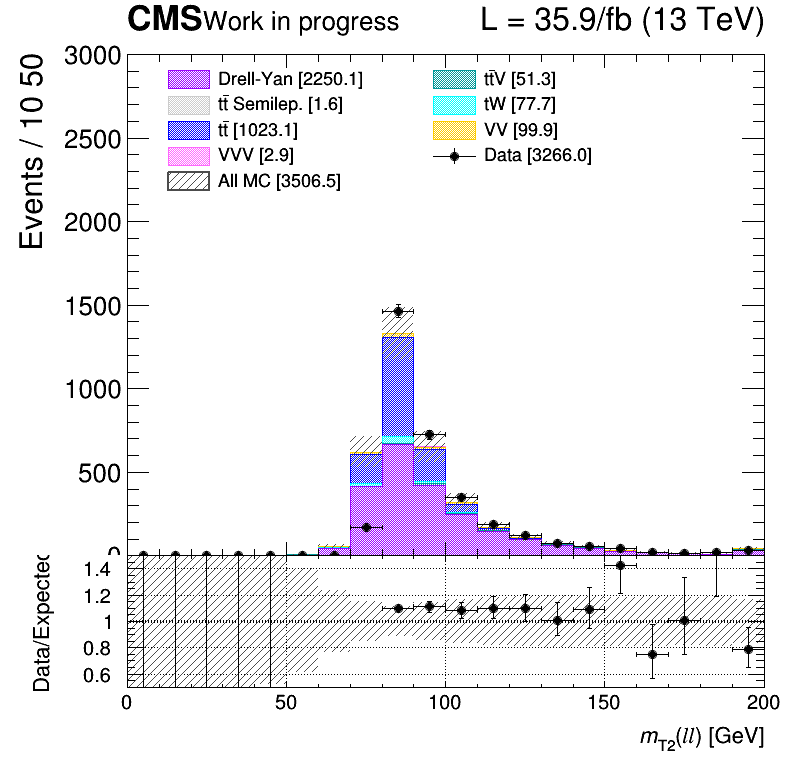 CMS Work in progress L = 35.9/fb (13 TeV)
Events / 10 50
3000
2500
2000
1500
1000
500
0
Drell-Yan [2250.1]
tt̄ Semilep. [1.6]
tt̄ [1023.1]
VVV [2.9]
All MC [3506.5]
tt̄V [51.3]
tW [77.7]
VV [99.9]
Data [3266.0]
Data/Expected
1.4
1.2
1
0.8
0.6
0 50 100 150 200
m_T2(ll) [GeV]